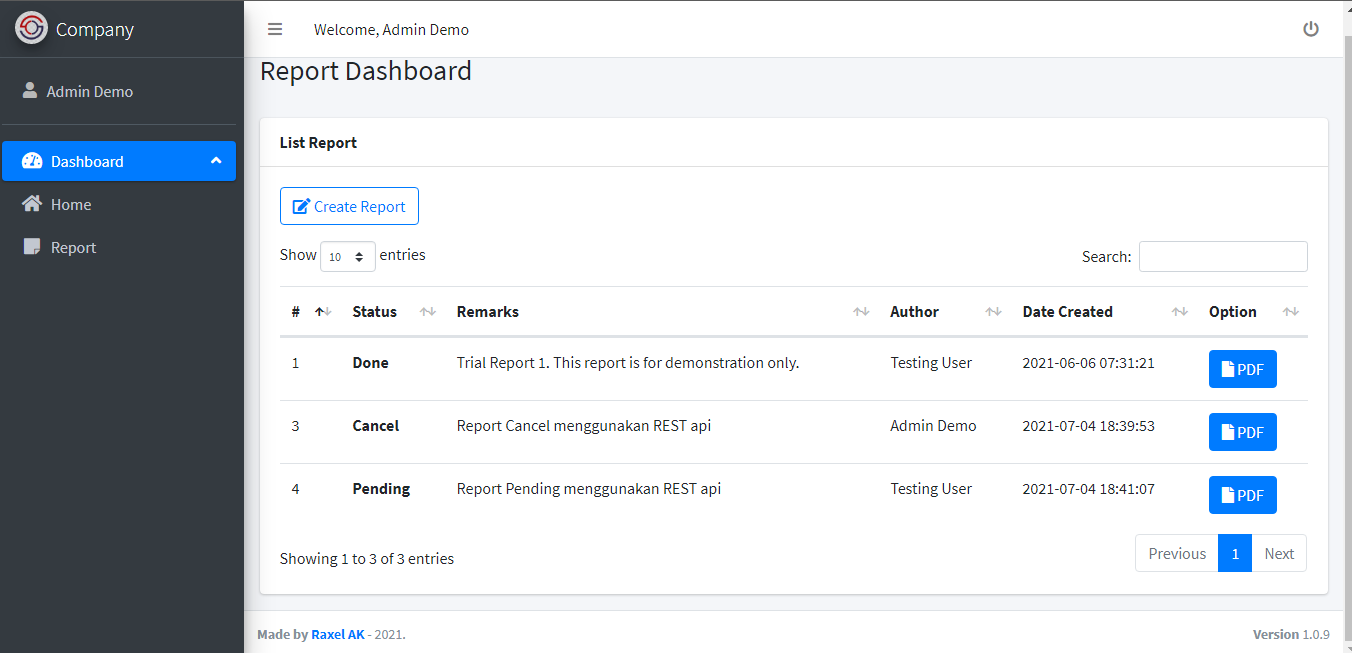 Company
Welcome, Admin Demo
Report Dashboard
Admin Demo
Dashboard
Home
Report
List Report
Create Report
Show 10 entries
Search:
# Status Remarks Author Date Created Option
1 Done Trial Report 1. This report is for demonstration only. Testing User 2021-06-06 07:31:21 PDF
3 Cancel Report Cancel menggunakan REST api Admin Demo 2021-07-04 18:39:53 PDF
4 Pending Report Pending menggunakan REST api Testing User 2021-07-04 18:41:07 PDF
Showing 1 to 3 of 3 entries
Previous 1 Next
Made by Raxel AK - 2021.
Version 1.0.9